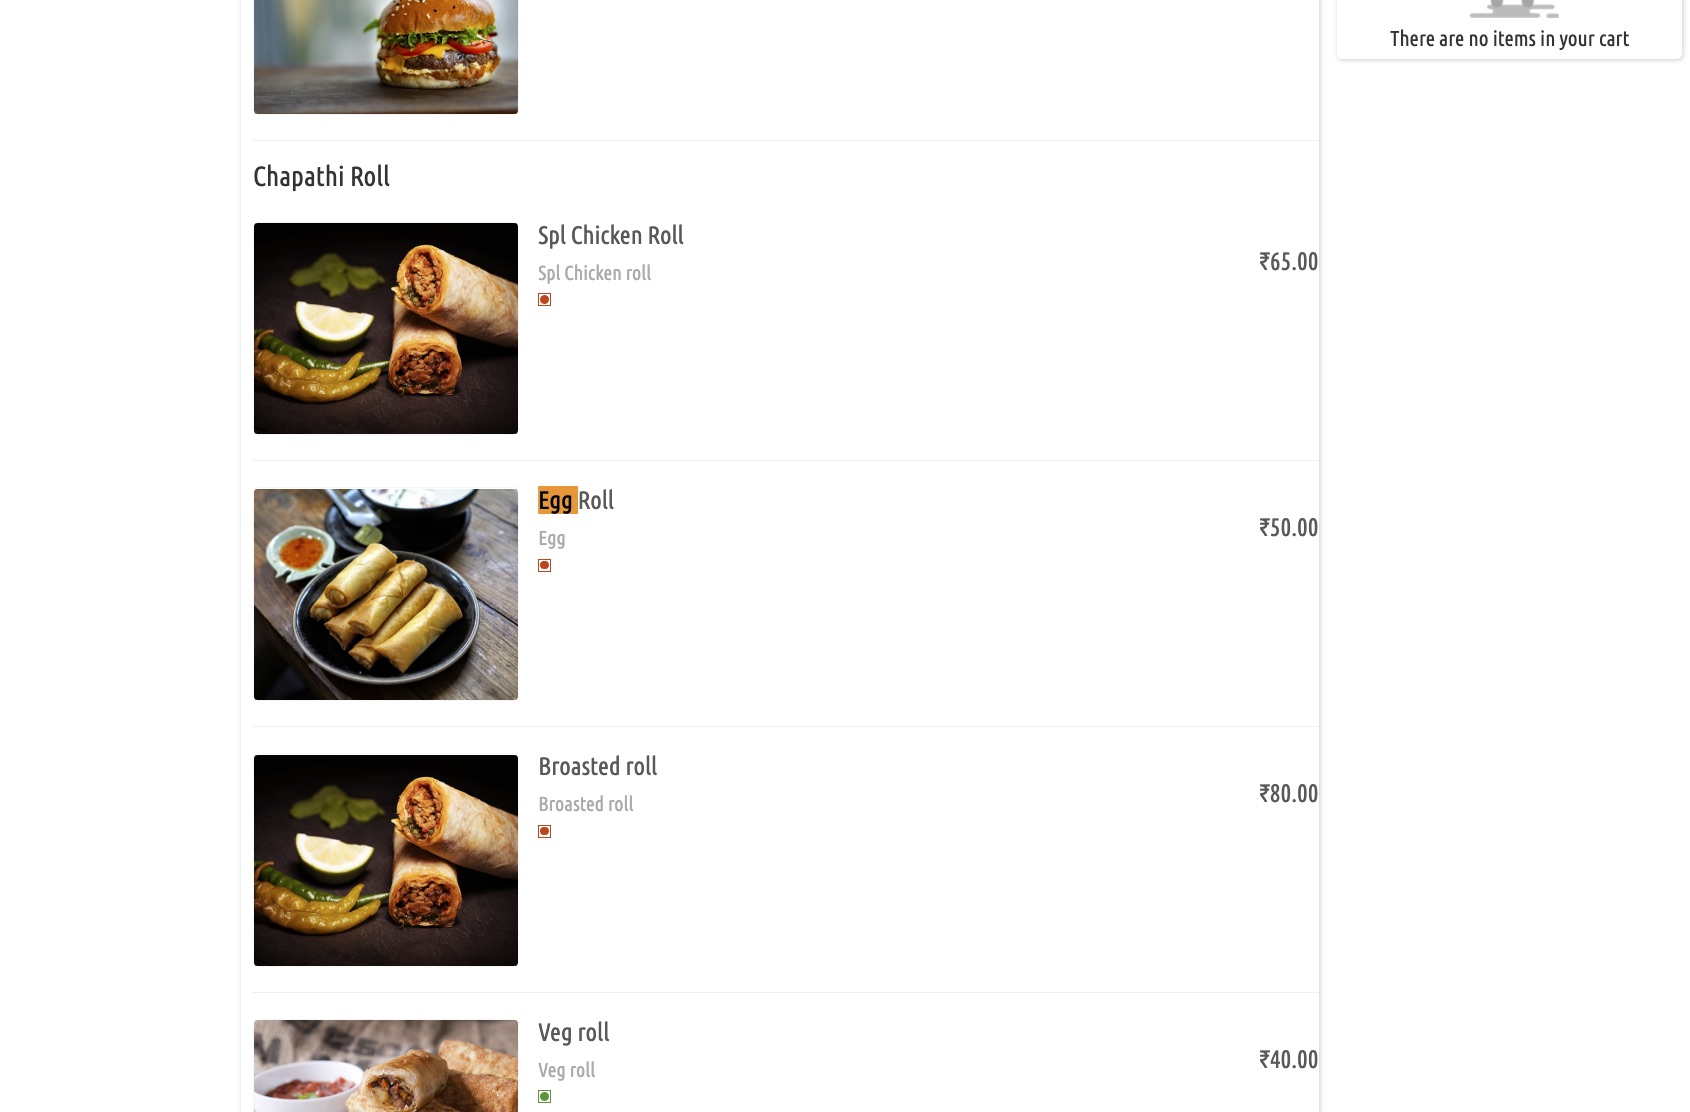 There are no items in your cart
Chapathi Roll
Spl Chicken Roll
Spl Chicken roll
₹65.00
Egg Roll
Egg
₹50.00
Broasted roll
Broasted roll
₹80.00
Veg roll
Veg roll
₹40.00